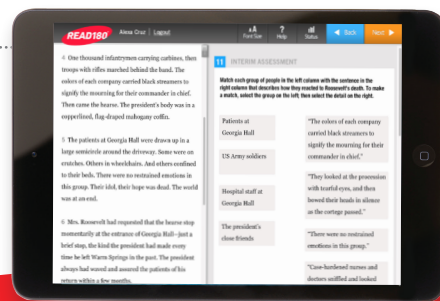 READ180
Alexa Cruz | Logout
AA
Font Size
?
Help
Status
Back
Next
4 One thousand infantrymen carrying carbines, then
troops with rifles marched behind the band. The
colors of each company carried black streamers to
signify the mourning for their commander in chief.
Then came the hearse. The president's body was in a
copperlined, flag-draped mahogany coffin.
5 The patients at Georgia Hall were drawn up in a
large semicircle around the driveway. Some were on
crutches. Others in wheelchairs. And others confined
to their beds. There were no restrained emotions in
this group. Their idol, their hope was dead. The world
was at an end.
6 Mrs. Roosevelt had requested that the hearse stop
momentarily at the entrance of Georgia Hall—just a
brief stop, the kind the president had made every
time he left Warm Springs in the past. The president
always had waved and assured the patients of his
return within a few months.
11 INTERIM ASSESSMENT
Match each group of people in the left column with the sentence in the
right column that describes how they reacted to Roosevelt's death. To be
make a match, select the group on the left; then select the detail on the right.
Patients at
Georgia Hall
US Army soldiers
Hospital staff at
Georgia Hall
The president's
close friends
"The colors of each company
carried black streamers to
signify the mourning for their
commander in chief."
"They looked at the procession
with tearful eyes, and then
bowed their heads in silence
as the cortege passed."
"There were no restrained
emotions in this group."
"Case-hardened nurses and
doctors sniffled and looked